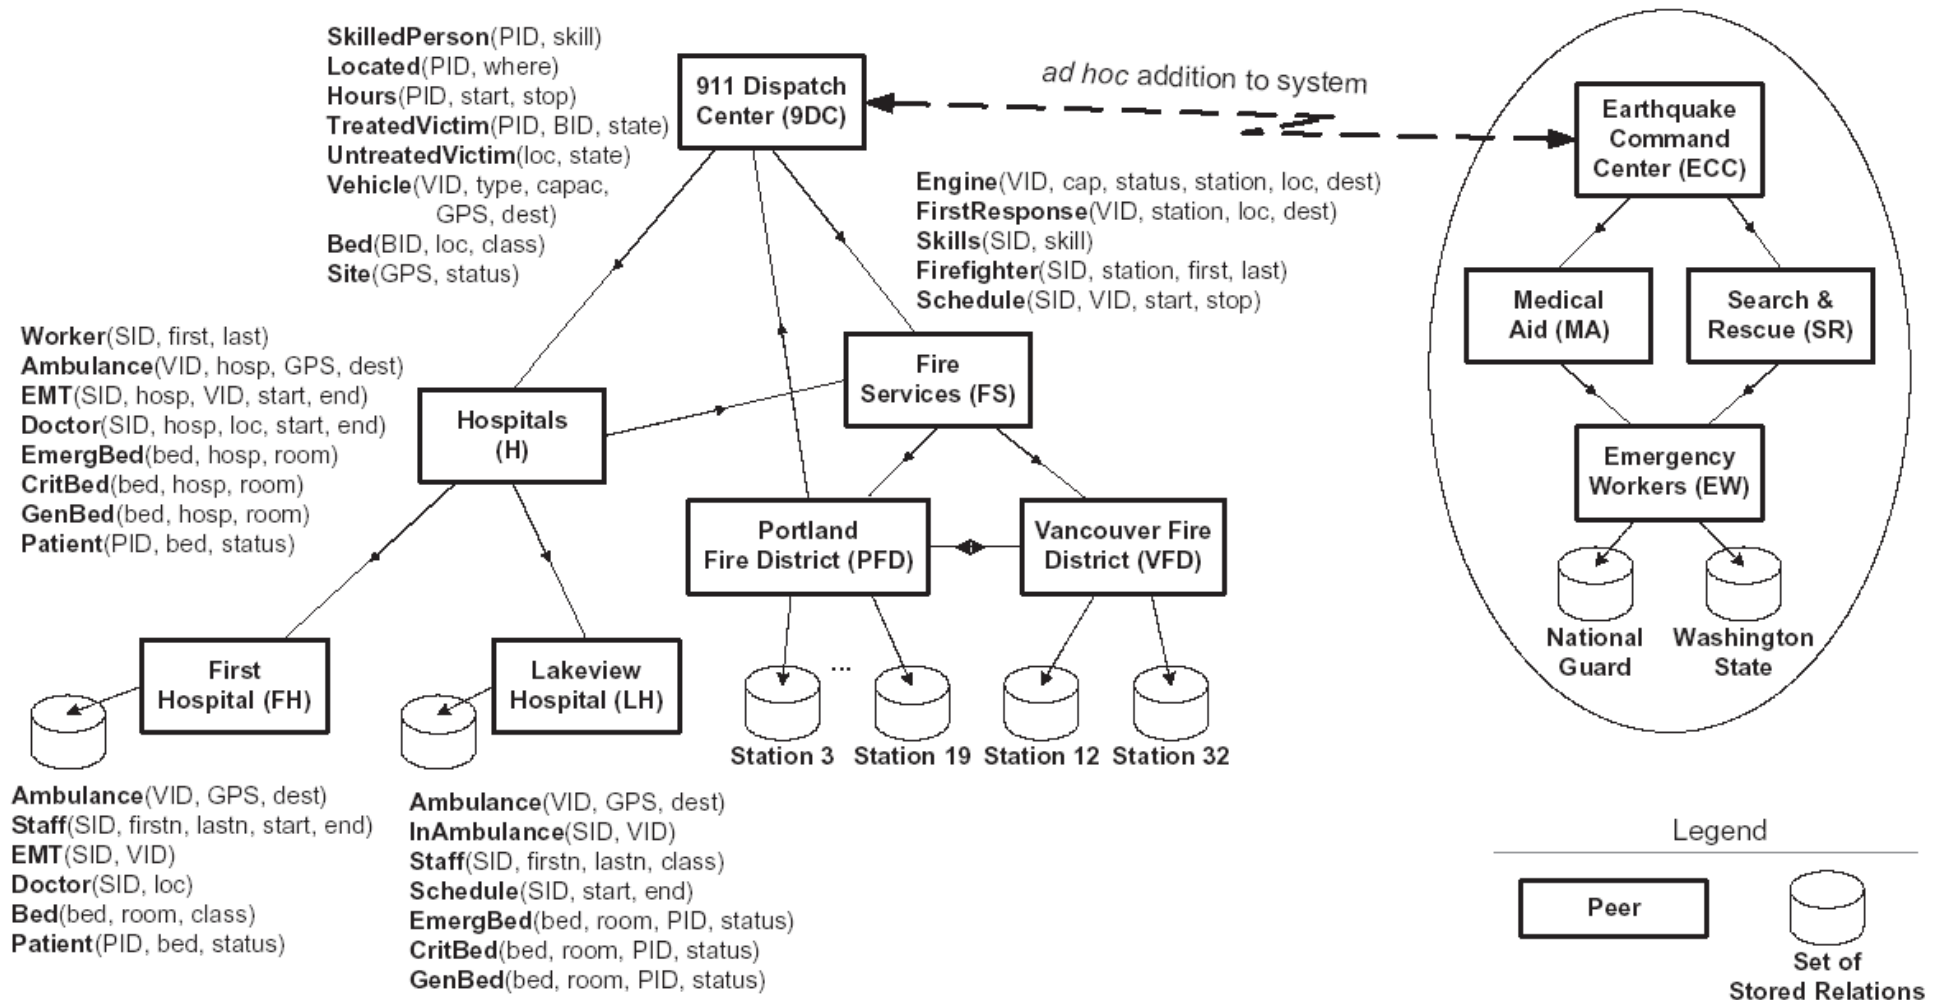 SkilledPerson(PID, skill)
Located(PID, where)
Hours(PID, start, stop)
TreatedVictim(PID, BID, state)
UntreatedVictim(loc, state)
Vehicle(VID, type, capac,
GPS, dest)
Bed(BID, loc, class)
Site(GPS, status)
911 Dispatch
Center (9DC)
ad hoc addition to system
Earthquake
Command
Center (ECC)
Engine(VID, cap, status, station, loc, dest)
FirstResponse(VID, station, loc, dest)
Skills(SID, skill)
Firefighter(SID, station, first, last)
Schedule(SID, VID, start, stop)
Medical
Aid (MA)
Search &
Rescue (SR)
Worker(SID, first, last)
Ambulance(VID, hosp, GPS, dest)
EMT(SID, hosp, VID, start, end)
Doctor(SID, hosp, loc, start, end)
EmergBed(bed, hosp, room)
CritBed(bed, hosp, room)
GenBed(bed, hosp, room)
Patient(PID, bed, status)
Hospitals
(H)
Fire
Services (FS)
Emergency
Workers (EW)
Portland
Fire District (PFD)
Vancouver Fire
District (VFD)
National
Guard
Washington
State
First
Hospital (FH)
Lakeview
Hospital (LH)
...
Station 3
Station 19
Station 12
Station 32
Ambulance(VID, GPS, dest)
Staff(SID, firstn, lastn, start, end)
EMT(SID, VID)
Doctor(SID, loc)
Bed(bed, room, class)
Patient(PID, bed, status)
Ambulance(VID, GPS, dest)
InAmbulance(SID, VID)
Staff(SID, firstn, lastn, class)
Schedule(SID, start, end)
EmergBed(bed, room, PID, status)
CritBed(bed, room, PID, status)
GenBed(bed, room, PID, status)
Legend
Peer
Set of
Stored Relations